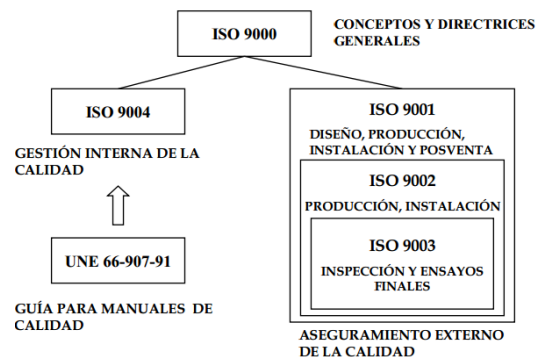 ISO 9000
CONCEPTOS Y DIRECTRICES
GENERALES
ISO 9004
GESTIÓN INTERNA DE LA
CALIDAD
UNE 66-907-91
GUÍA PARA MANUALES DE
CALIDAD
ISO 9001
DISEÑO, PRODUCCIÓN,
INSTALACIÓN Y POSVENTA
ISO 9002
PRODUCCIÓN, INSTALACIÓN
ISO 9003
INSPECCIÓN Y ENSAYOS
FINALES
ASEGURAMIENTO EXTERNO
DE LA CALIDAD